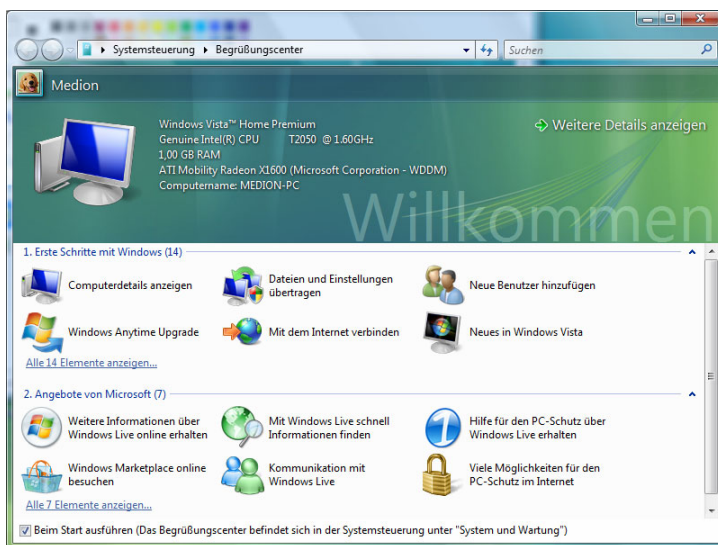 Systemsteuerung ▸ Begrüßungscenter
Suchen
Medion
Windows Vista™ Home Premium
Genuine Intel(R) CPU T2050 @ 1.60GHz
1,00 GB RAM
ATI Mobility Radeon X1600 (Microsoft Corporation - WDDM)
Computername: MEDION-PC
Weitere Details anzeigen
Willkommen
1. Erste Schritte mit Windows (14)
Computerdetails anzeigen
Dateien und Einstellungen
übertragen
Neue Benutzer hinzufügen
Windows Anytime Upgrade
Mit dem Internet verbinden
Neues in Windows Vista
Alle 14 Elemente anzeigen...
2. Angebote von Microsoft (7)
Weitere Informationen über
Windows Live online erhalten
Mit Windows Live schnell
Informationen finden
Hilfe für den PC-Schutz über
Windows Live erhalten
Windows Marketplace online
besuchen
Kommunikation mit
Windows Live
Viele Möglichkeiten für den
PC-Schutz im Internet
Alle 7 Elemente anzeigen...
Beim Start ausführen (Das Begrüßungscenter befindet sich in der Systemsteuerung unter "System und Wartung")